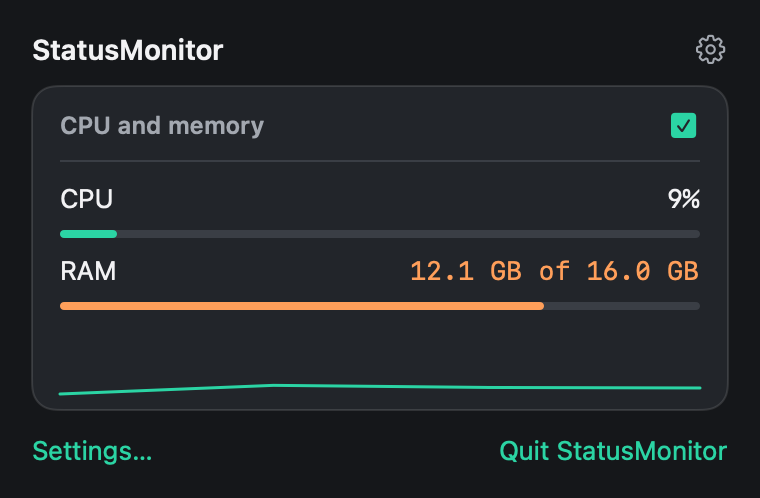 StatusMonitor
CPU and memory
CPU 9%
RAM 12.1 GB of 16.0 GB
Settings... Quit StatusMonitor